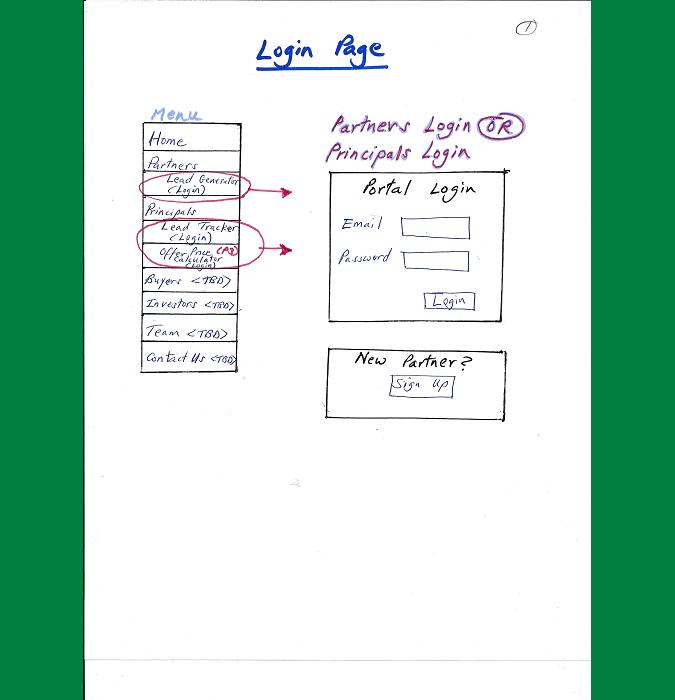 1
Login Page
Menu
Home
Partners
Lead Generator
(Login)
Principals
Lead Tracker
(Login)
Offer Price (P3)
Calculator
(Login)
Buyers <TBD>
Investors <TBD>
Team <TBD>
Contact Us <TBD>
Partners Login OR
Principals Login
Portal Login
Email
Password
Login
New Partner?
Sign Up